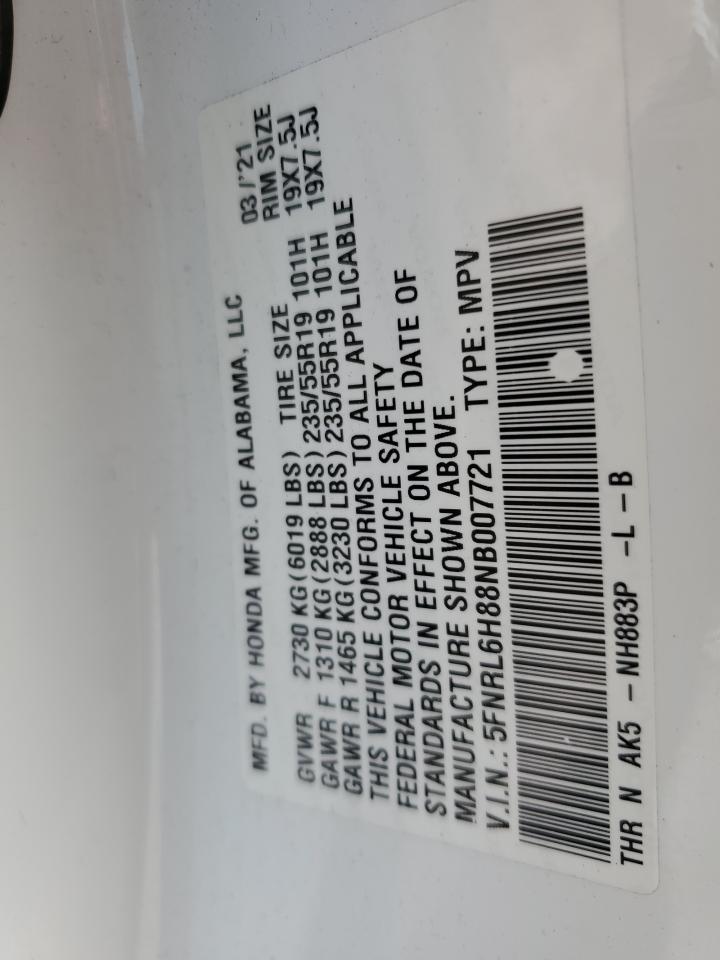 MFD. BY HONDA MFG. OF ALABAMA, LLC 03/'21
GVWR 2730 KG(6019 LBS) TIRE SIZE RIM SIZE
GAWR F 1310 KG(2888 LBS) 235/55R19 101H 19X7.5J
GAWR R 1465 KG(3230 LBS) 235/55R19 101H 19X7.5J
THIS VEHICLE CONFORMS TO ALL APPLICABLE
FEDERAL MOTOR VEHICLE SAFETY
STANDARDS IN EFFECT ON THE DATE OF
MANUFACTURE SHOWN ABOVE.
V.I.N.: 5FNRL6H88NB007721 TYPE: MPV
THR N AK5 - NH883P - L - B